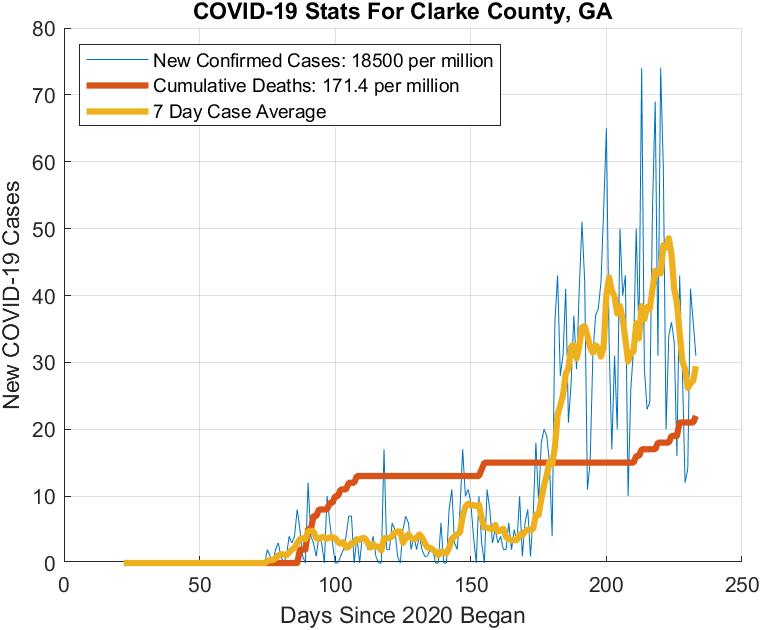 COVID-19 Stats For Clarke County, GA
New Confirmed Cases: 18500 per million
Cumulative Deaths: 171.4 per million
7 Day Case Average
New COVID-19 Cases
80
70
60
50
40
30
20
10
0
0 50 100 150 200 250
Days Since 2020 Began